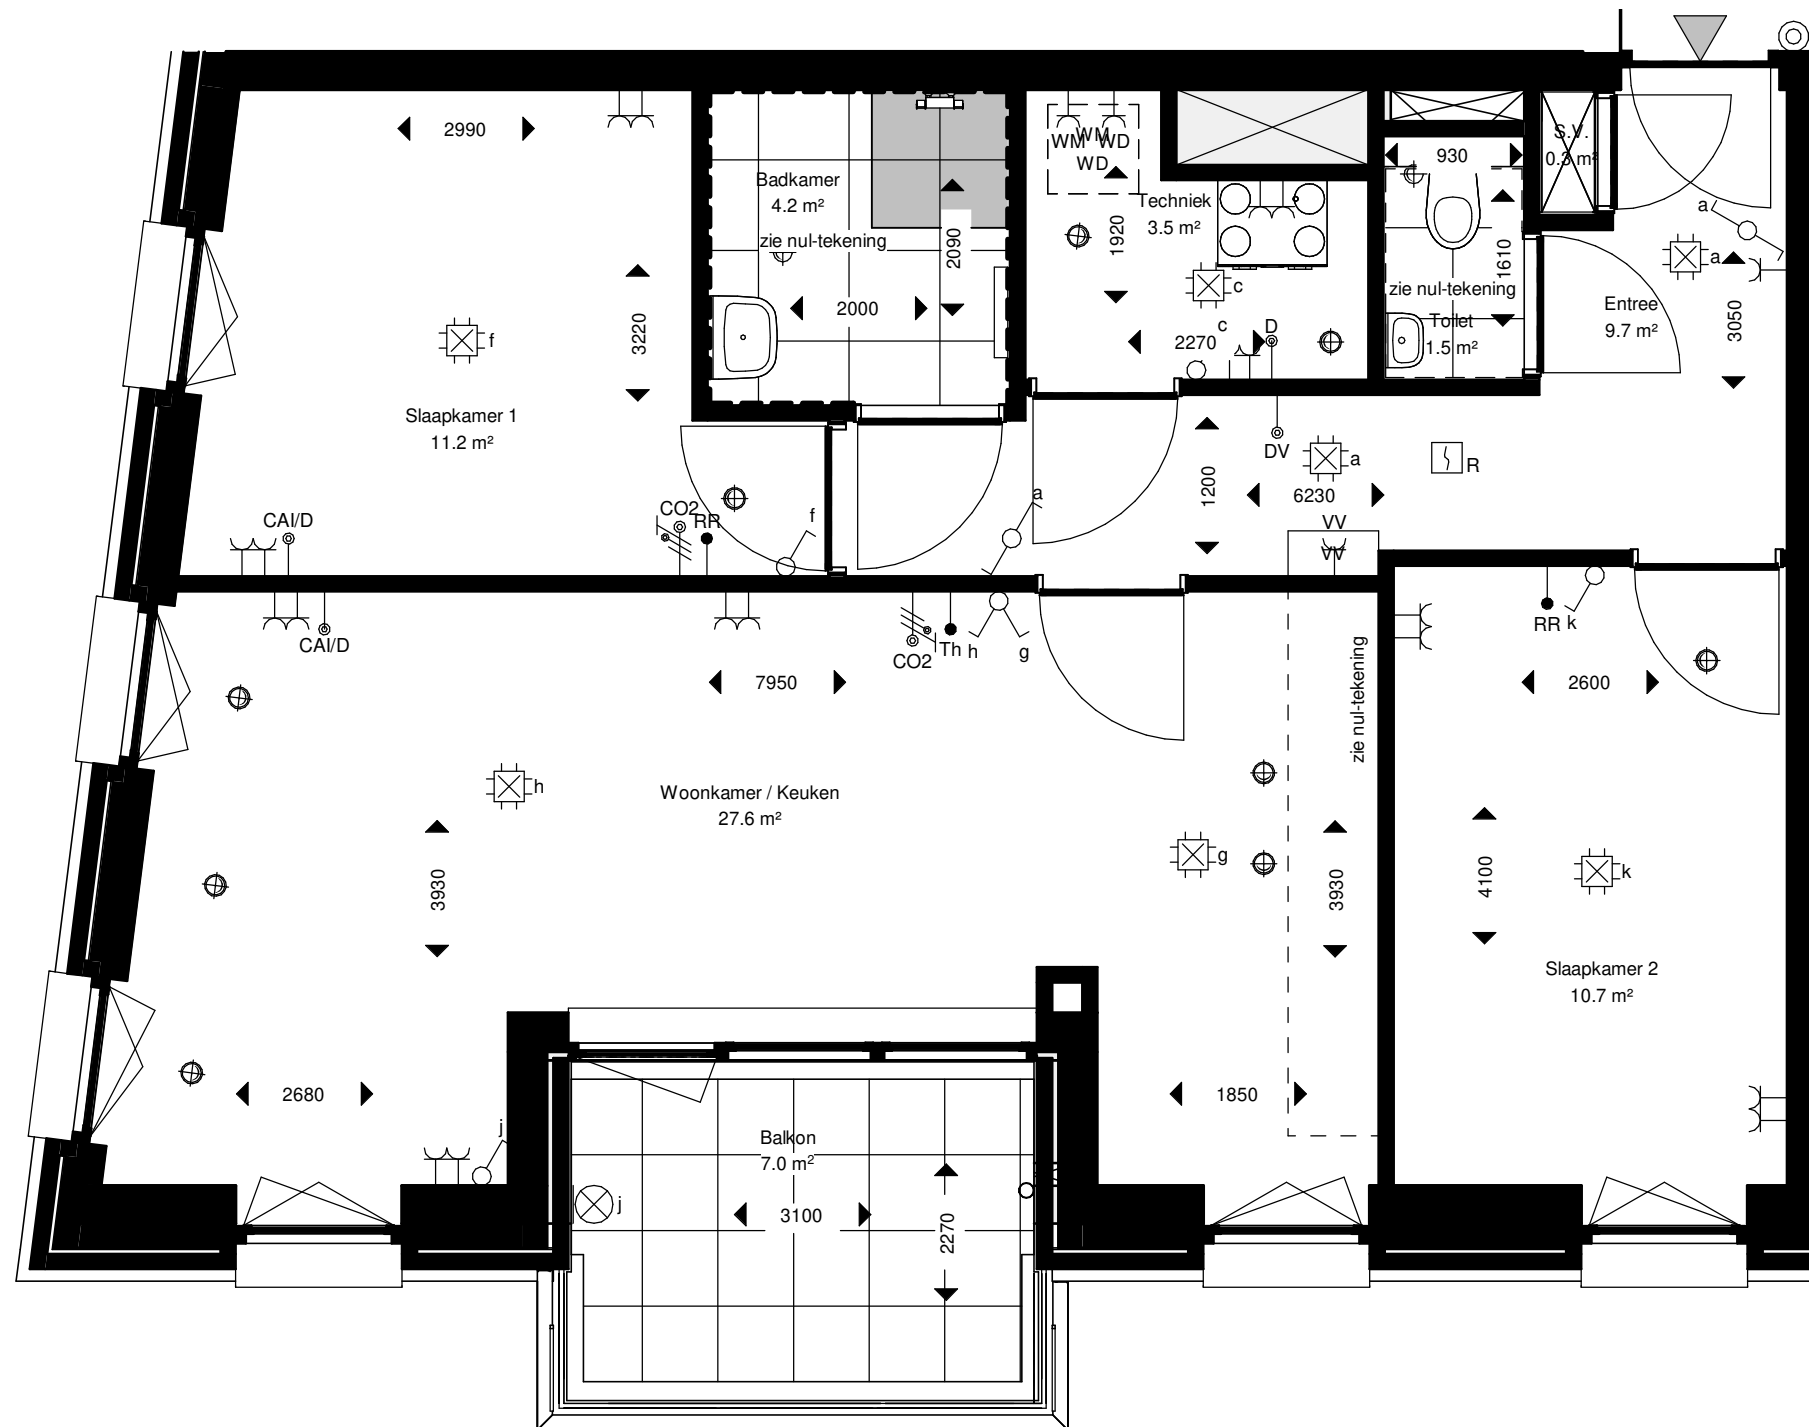 2990
WM
WM WD
WD
S.V.
0.3 m²
930
Badkamer
4.2 m²
zie nul-tekening
2090
2000
Techniek
3.5 m²
1920
c
c
2270
D
1610
zie nul-tekening
Toilet
1.5 m²
a
a
Entree
9.7 m²
3050
3220
f
Slaapkamer 1
11.2 m²
CAI/D
CO2
RR
f
a
1200
DV
a
R
6230
VV
VV
CAI/D
CO2
Th
h
g
7950
zie nul-tekening
RR
k
2600
h
Woonkamer / Keuken
27.6 m²
g
3930
3930
4100
k
Slaapkamer 2
10.7 m²
2680
1850
j
Balkon
7.0 m²
j
3100
2270